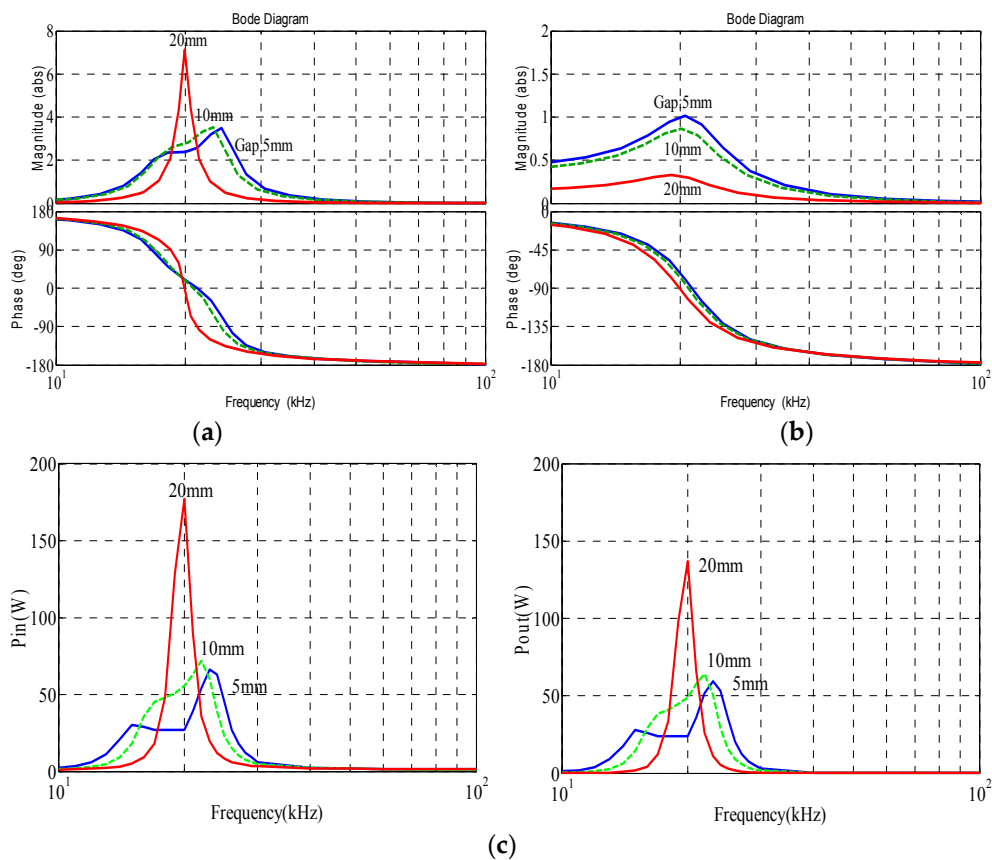 Bode Diagram
8
6
4
2
0
Magnitude (abs)
20mm
10mm
Gap,5mm
180
90
0
-90
-180
Phase (deg)
10^1
10^2
Frequency (kHz)
(a)
Bode Diagram
2
1.5
1
0.5
0
Magnitude (abs)
Gap,5mm
10mm
20mm
0
-45
-90
-135
-180
Phase (deg)
10^1
10^2
Frequency (kHz)
(b)
200
150
100
50
0
Pin(W)
20mm
10mm
5mm
10^1
10^2
Frequency(kHz)
200
150
100
50
0
Pout(W)
20mm
10mm
5mm
10^1
10^2
Frequency(kHz)
(c)